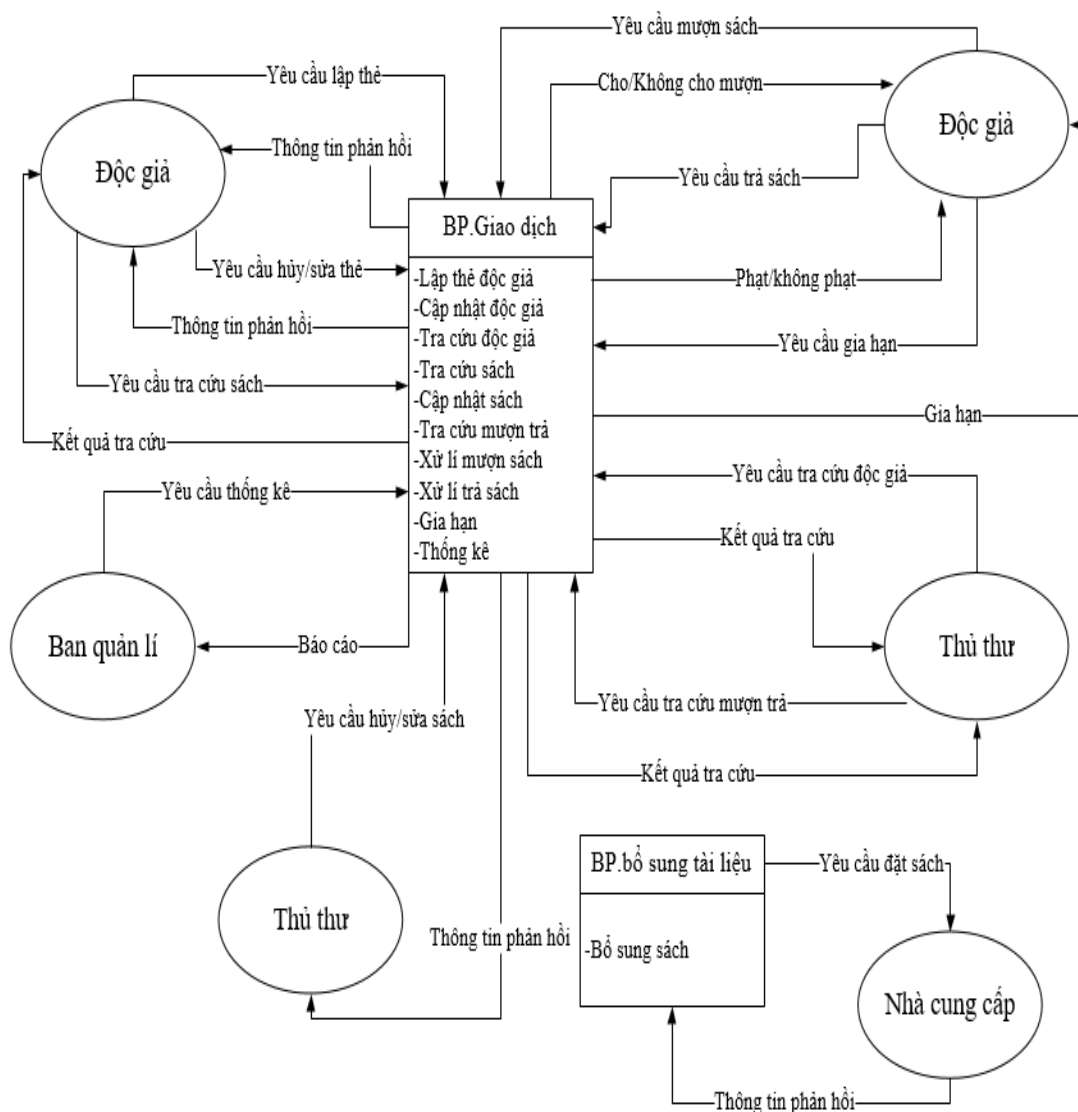 Yêu cầu mượn sách
Yêu cầu lập thẻ
Cho/Không cho mượn
Độc giả
Thông tin phản hồi
Độc giả
Yêu cầu trả sách
BP.Giao dịch
Yêu cầu hủy/sửa thẻ
-Lập thẻ độc giả
Phạt/không phạt
-Cập nhật độc giả
Thông tin phản hồi
-Tra cứu độc giả
Yêu cầu gia hạn
-Tra cứu sách
Yêu cầu tra cứu sách
-Cập nhật sách
Gia hạn
-Tra cứu mượn trả
Kết quả tra cứu
-Xử lí mượn sách
Yêu cầu tra cứu độc giả
Yêu cầu thống kê
-Xử lí trả sách
-Gia hạn
Kết quả tra cứu
-Thống kê
Ban quản lí
Báo cáo
Thủ thư
Yêu cầu tra cứu mượn trả
Yêu cầu hủy/sửa sách
Kết quả tra cứu
BP.bổ sung tài liệu
Yêu cầu đặt sách
Thủ thư
Thông tin phản hồi
-Bổ sung sách
Nhà cung cấp
Thông tin phản hồi